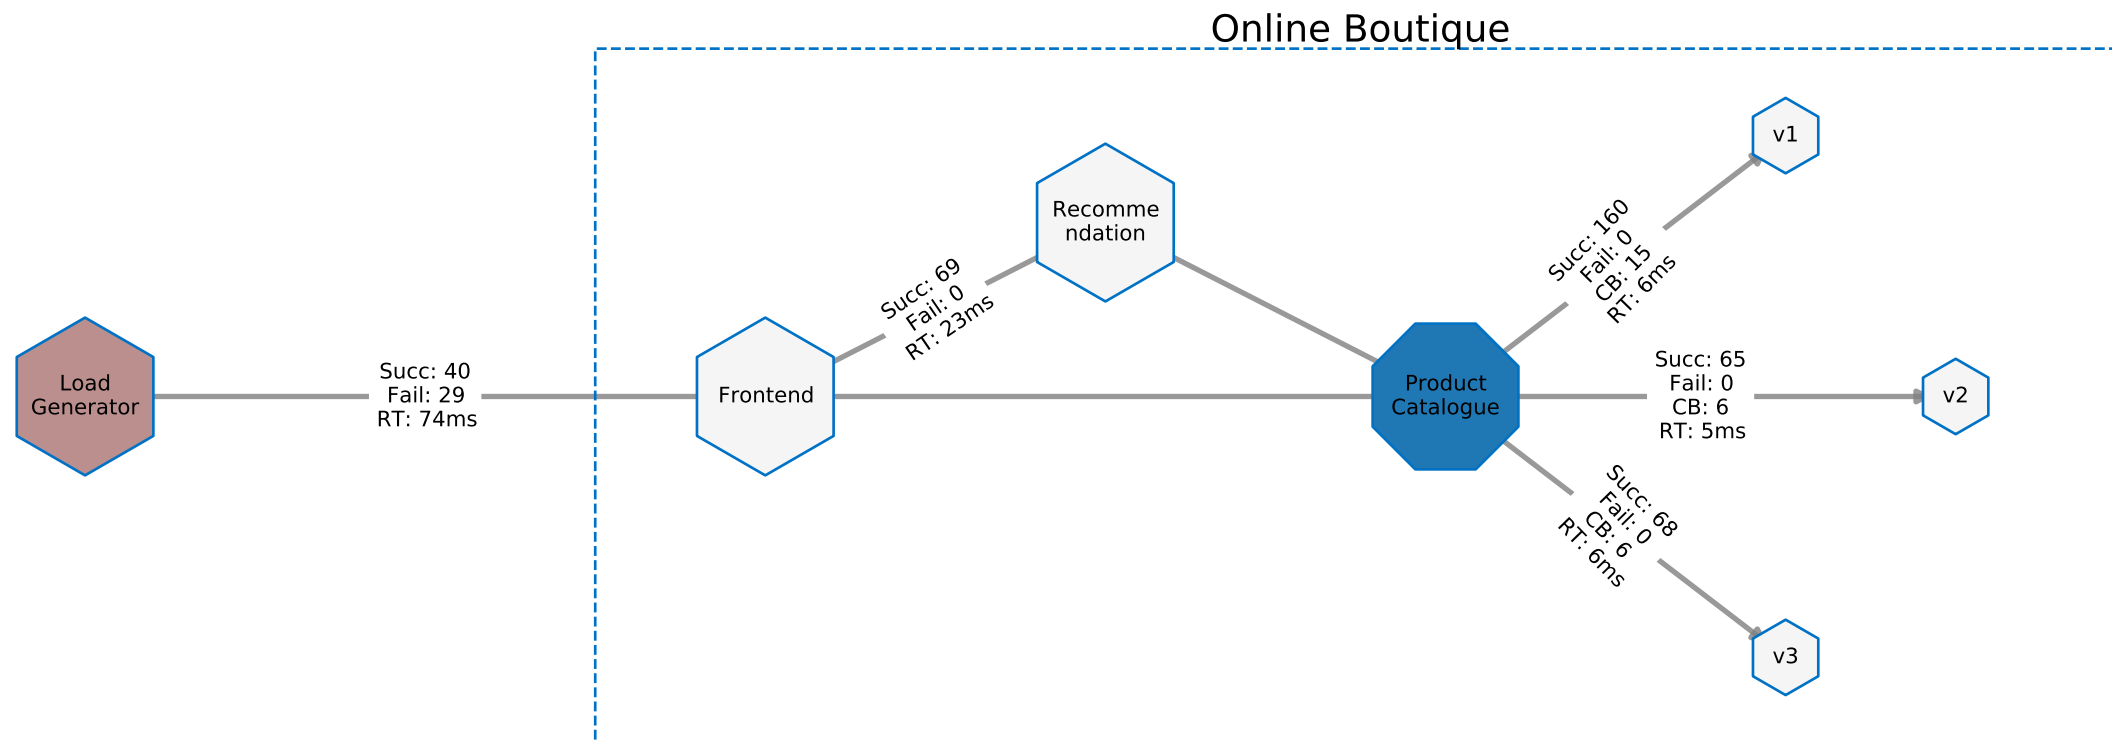 Online Boutique
Load
Generator
Succ: 40
Fail: 29
RT: 74ms
Frontend
Succ: 69
Fail: 0
RT: 23ms
Recomme
ndation
Product
Catalogue
Succ: 160
Fail: 0
CB: 15
RT: 6ms
v1
Succ: 65
Fail: 0
CB: 6
RT: 5ms
v2
Succ: 68
Fail: 0
CB: 6
RT: 6ms
v3